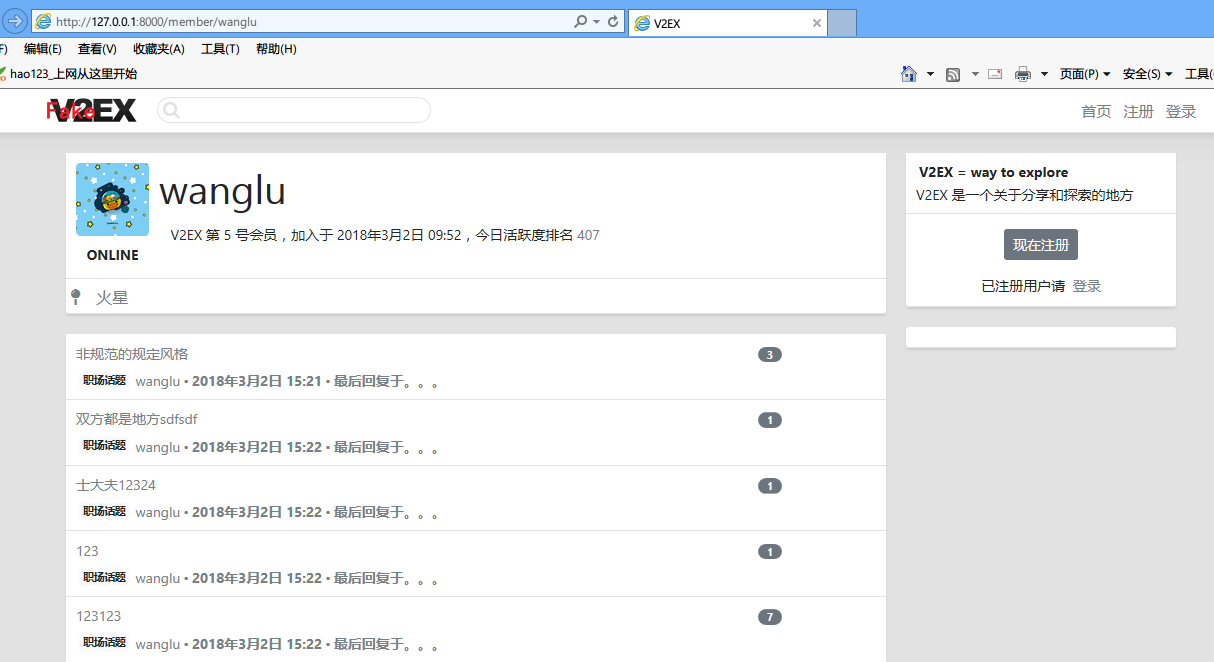 http://127.0.0.1:8000/member/wanglu
V2EX
F) 编辑(E) 查看(V) 收藏夹(A) 工具(T) 帮助(H)
hao123_上网从这里开始
页面(P) 安全(S) 工具(
V2EX
Fake
首页 注册 登录
wanglu
V2EX 第 5 号会员，加入于 2018年3月2日 09:52，今日活跃度排名 407
ONLINE
火星
V2EX = way to explore
V2EX 是一个关于分享和探索的地方
现在注册
已注册用户请 登录
非规范的规定风格 3
职场话题 wanglu • 2018年3月2日 15:21 • 最后回复于。。。
双方都是地方sdfsdf 1
职场话题 wanglu • 2018年3月2日 15:22 • 最后回复于。。。
士大夫12324 1
职场话题 wanglu • 2018年3月2日 15:22 • 最后回复于。。。
123 1
职场话题 wanglu • 2018年3月2日 15:22 • 最后回复于。。。
123123 7
职场话题 wanglu • 2018年3月2日 15:22 • 最后回复于。。。